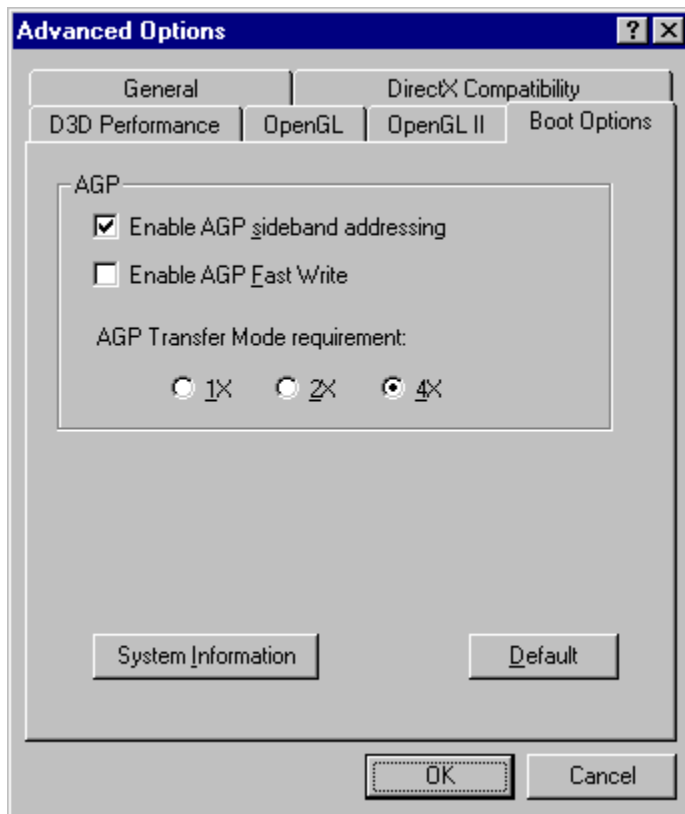 Advanced Options
General DirectX Compatibility
D3D Performance OpenGL OpenGL II Boot Options
AGP
Enable AGP sideband addressing
Enable AGP Fast Write
AGP Transfer Mode requirement:
1X 2X 4X
System Information Default
OK Cancel